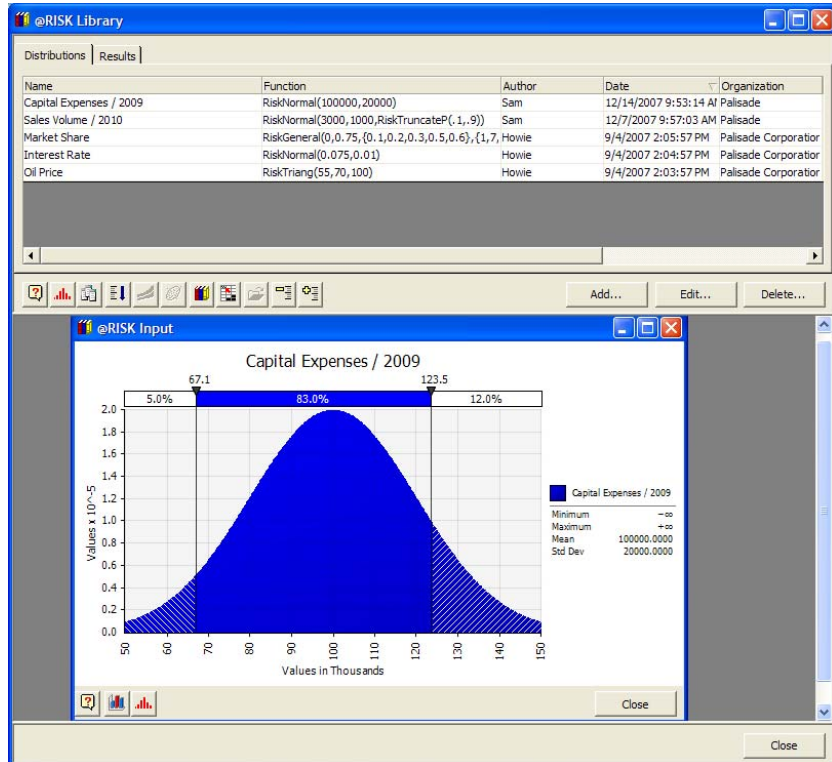 @RISK Library
Distributions Results
Name Function Author Date Organization
Capital Expenses / 2009 RiskNormal(100000,20000) Sam 12/14/2007 9:53:14 AM Palisade
Sales Volume / 2010 RiskNormal(3000,1000,RiskTruncateP(.1,.9)) Sam 12/7/2007 9:57:03 AM Palisade
Market Share RiskGeneral(0,0.75,{0.1,0.2,0.3,0.5,0.6},{1,7, Howie 9/4/2007 2:05:57 PM Palisade Corporation
Interest Rate RiskNormal(0.075,0.01) Howie 9/4/2007 2:04:57 PM Palisade Corporation
Oil Price RiskTriang(55,70,100) Howie 9/4/2007 2:03:57 PM Palisade Corporation
Add... Edit... Delete...
@RISK Input
Capital Expenses / 2009
67.1 123.5
5.0% 83.0% 12.0%
2.0
1.8
1.6
1.4
1.2
1.0
0.8
0.6
0.4
0.2
0.0
Values x 10^-5
50 60 70 80 90 100 110 120 130 140 150
Values in Thousands
Capital Expenses / 2009
Minimum -∞
Maximum +∞
Mean 100000.0000
Std Dev 20000.0000
Close
Close